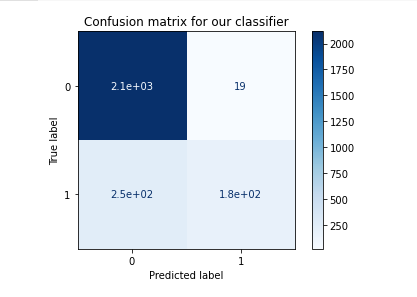 Confusion matrix for our classifier
2000
1750
0 2.1e+03 19
1500
1250
True label
1000
750
1 2.5e+02 1.8e+02
500
250
0 1
Predicted label